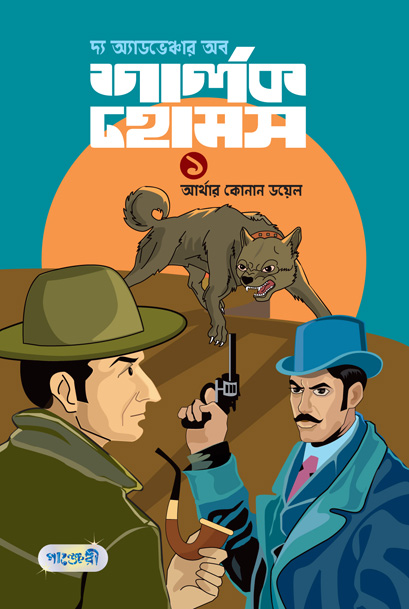 দ্য অ্যাডভেঞ্চার অব
শার্লক
হোমস
১
আর্থার কোনান ডয়েল
পাঞ্জেরী